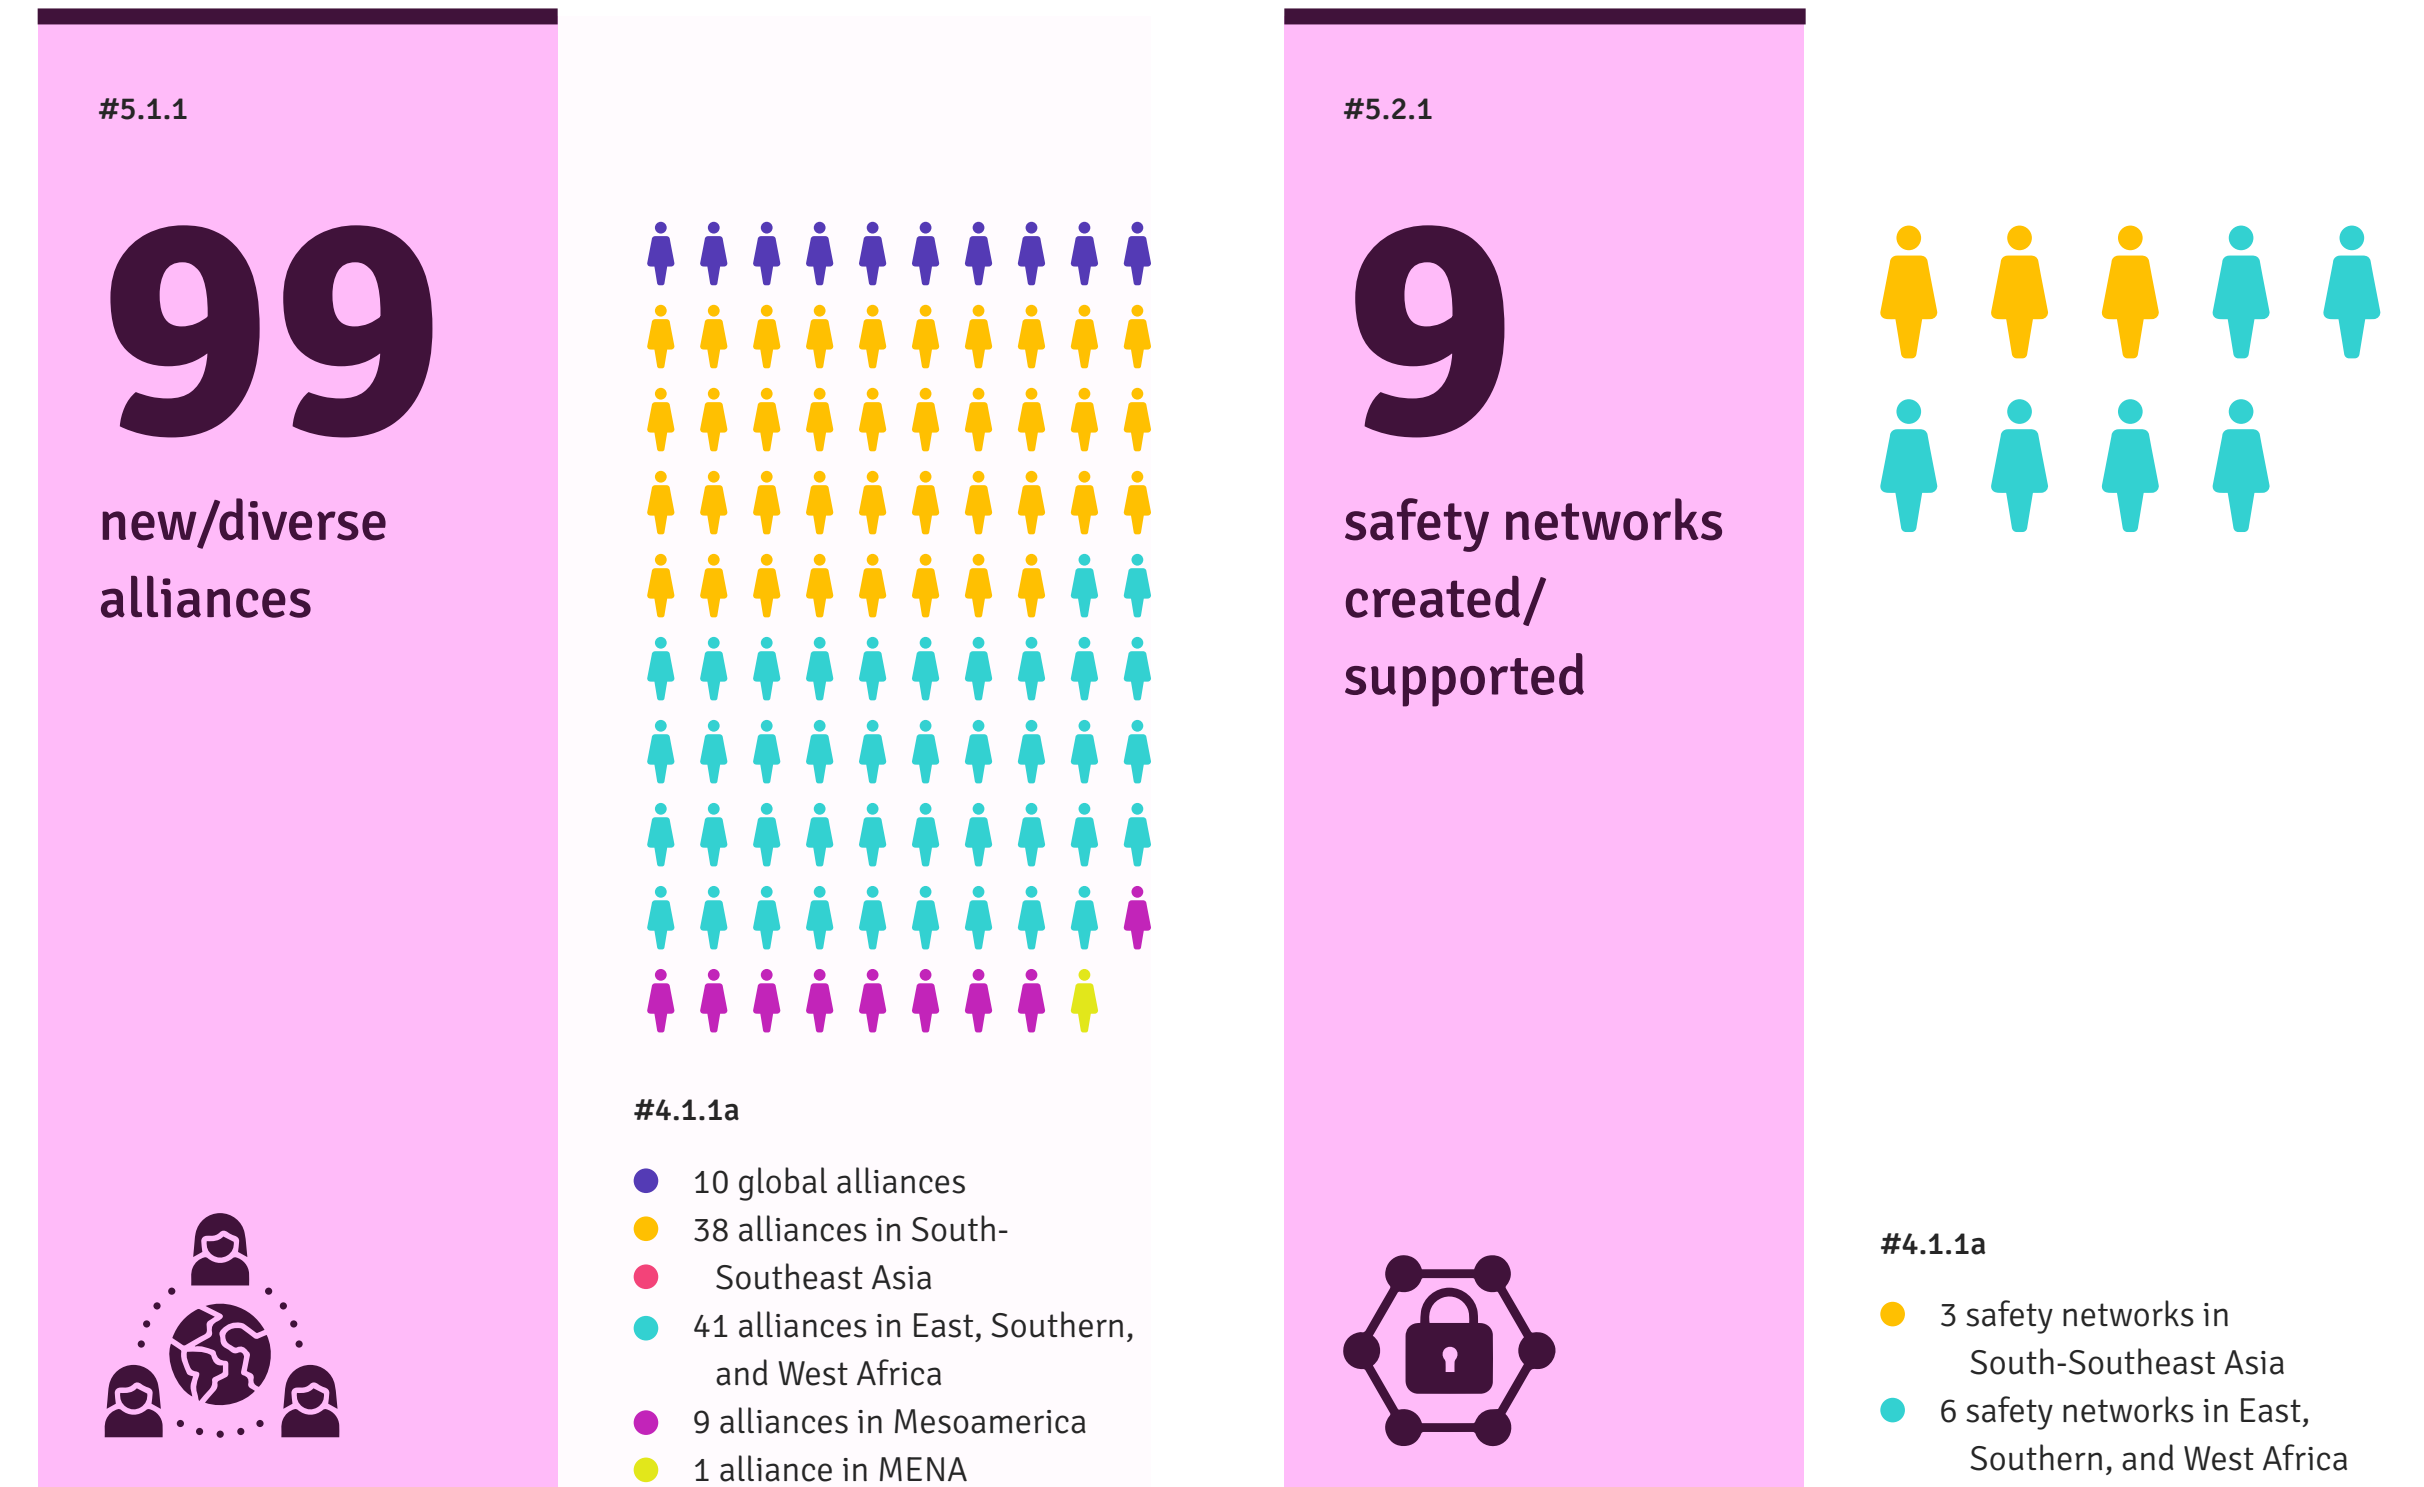 #5.1.1
99
new/diverse
alliances
#4.1.1a
10 global alliances
38 alliances in South-
Southeast Asia
41 alliances in East, Southern,
and West Africa
9 alliances in Mesoamerica
1 alliance in MENA
#5.2.1
9
safety networks
created/
supported
#4.1.1a
3 safety networks in
South-Southeast Asia
6 safety networks in East,
Southern, and West Africa